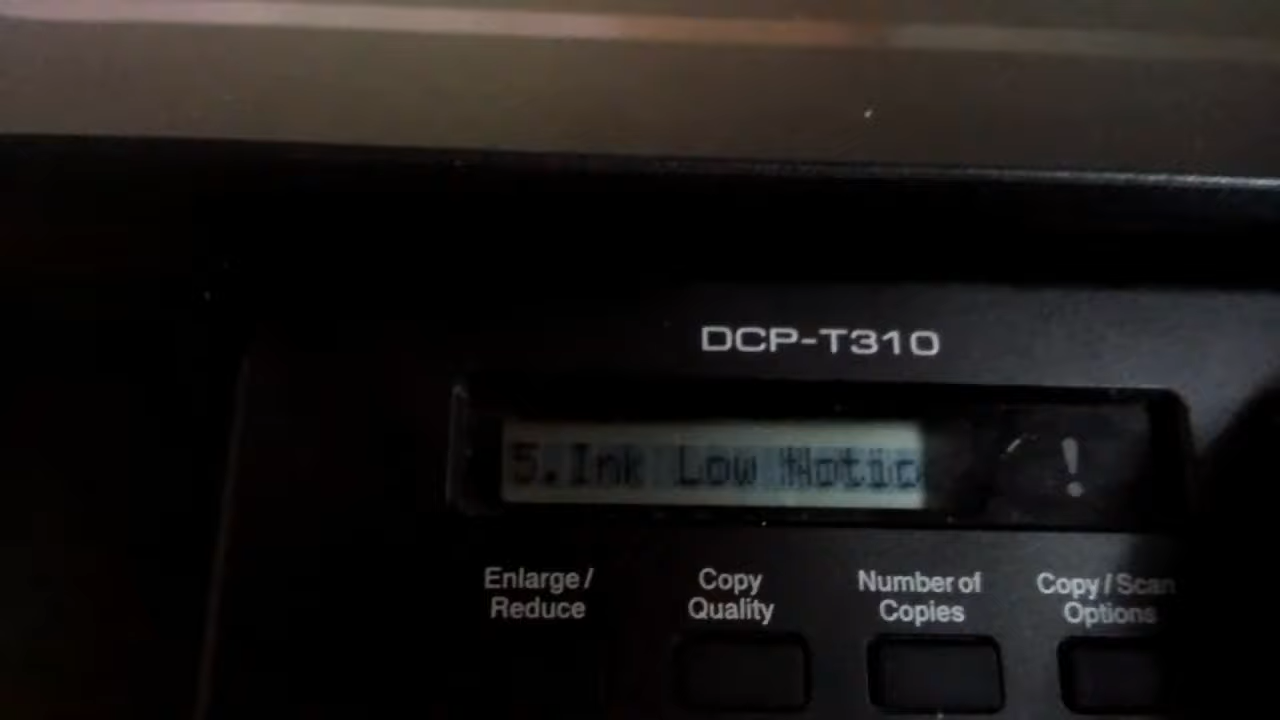 DCP-T310
5.Ink Low Notic
!
Enlarge /
Reduce
Copy
Quality
Number of
Copies
Copy / Scan
Options